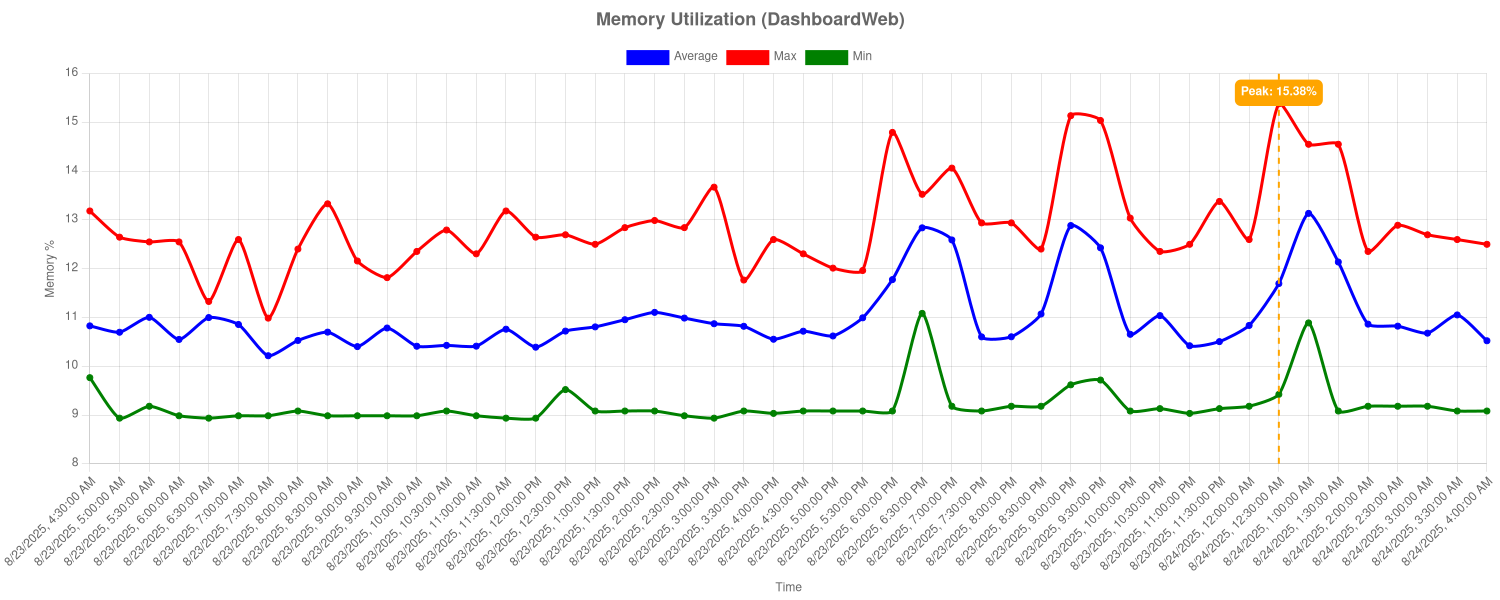 Memory Utilization (DashboardWeb)
Average Max Min
Peak: 15.38%
16
15
14
13
12
11
10
9
8
Memory %
8/23/2025, 4:30:00 AM
8/23/2025, 5:00:00 AM
8/23/2025, 5:30:00 AM
8/23/2025, 6:00:00 AM
8/23/2025, 6:30:00 AM
8/23/2025, 7:00:00 AM
8/23/2025, 7:30:00 AM
8/23/2025, 8:00:00 AM
8/23/2025, 8:30:00 AM
8/23/2025, 9:00:00 AM
8/23/2025, 9:30:00 AM
8/23/2025, 10:00:00 AM
8/23/2025, 10:30:00 AM
8/23/2025, 11:00:00 AM
8/23/2025, 11:30:00 AM
8/23/2025, 12:00:00 PM
8/23/2025, 12:30:00 PM
8/23/2025, 1:00:00 PM
8/23/2025, 1:30:00 PM
8/23/2025, 2:00:00 PM
8/23/2025, 2:30:00 PM
8/23/2025, 3:00:00 PM
8/23/2025, 3:30:00 PM
8/23/2025, 4:00:00 PM
8/23/2025, 4:30:00 PM
8/23/2025, 5:00:00 PM
8/23/2025, 5:30:00 PM
8/23/2025, 6:00:00 PM
8/23/2025, 6:30:00 PM
8/23/2025, 7:00:00 PM
8/23/2025, 7:30:00 PM
8/23/2025, 8:00:00 PM
8/23/2025, 8:30:00 PM
8/23/2025, 9:00:00 PM
8/23/2025, 9:30:00 PM
8/23/2025, 10:00:00 PM
8/23/2025, 10:30:00 PM
8/23/2025, 11:00:00 PM
8/23/2025, 11:30:00 PM
8/24/2025, 12:00:00 AM
8/24/2025, 12:30:00 AM
8/24/2025, 1:00:00 AM
8/24/2025, 1:30:00 AM
8/24/2025, 2:00:00 AM
8/24/2025, 2:30:00 AM
8/24/2025, 3:00:00 AM
8/24/2025, 3:30:00 AM
8/24/2025, 4:00:00 AM
Time